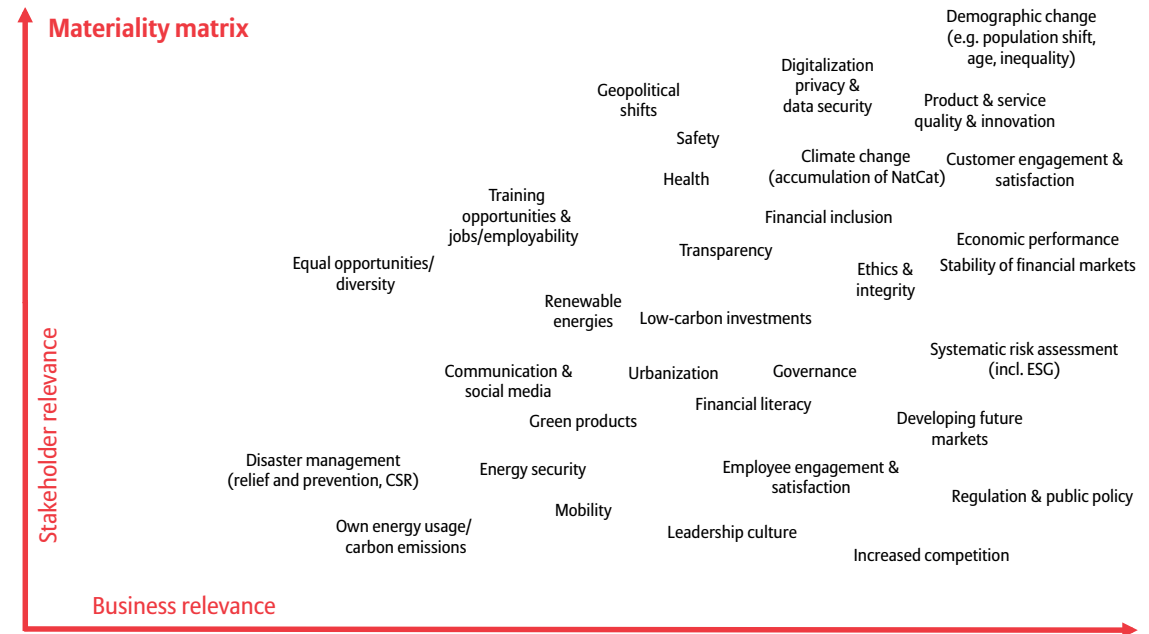 Materiality matrix
Demographic change
(e.g. population shift,
age, inequality)
Digitalization
privacy &
data security
Geopolitical
shifts
Product & service
quality & innovation
Safety
Climate change
(accumulation of NatCat)
Customer engagement &
satisfaction
Health
Training
opportunities &
jobs/employability
Financial inclusion
Transparency
Economic performance
Stability of financial markets
Equal opportunities/
diversity
Ethics &
integrity
Renewable
energies
Low-carbon investments
Systematic risk assessment
(incl. ESG)
Communication &
social media
Urbanization
Governance
Financial literacy
Green products
Developing future
markets
Disaster management
(relief and prevention, CSR)
Energy security
Employee engagement &
satisfaction
Regulation & public policy
Mobility
Own energy usage/
carbon emissions
Leadership culture
Increased competition
Stakeholder relevance
Business relevance